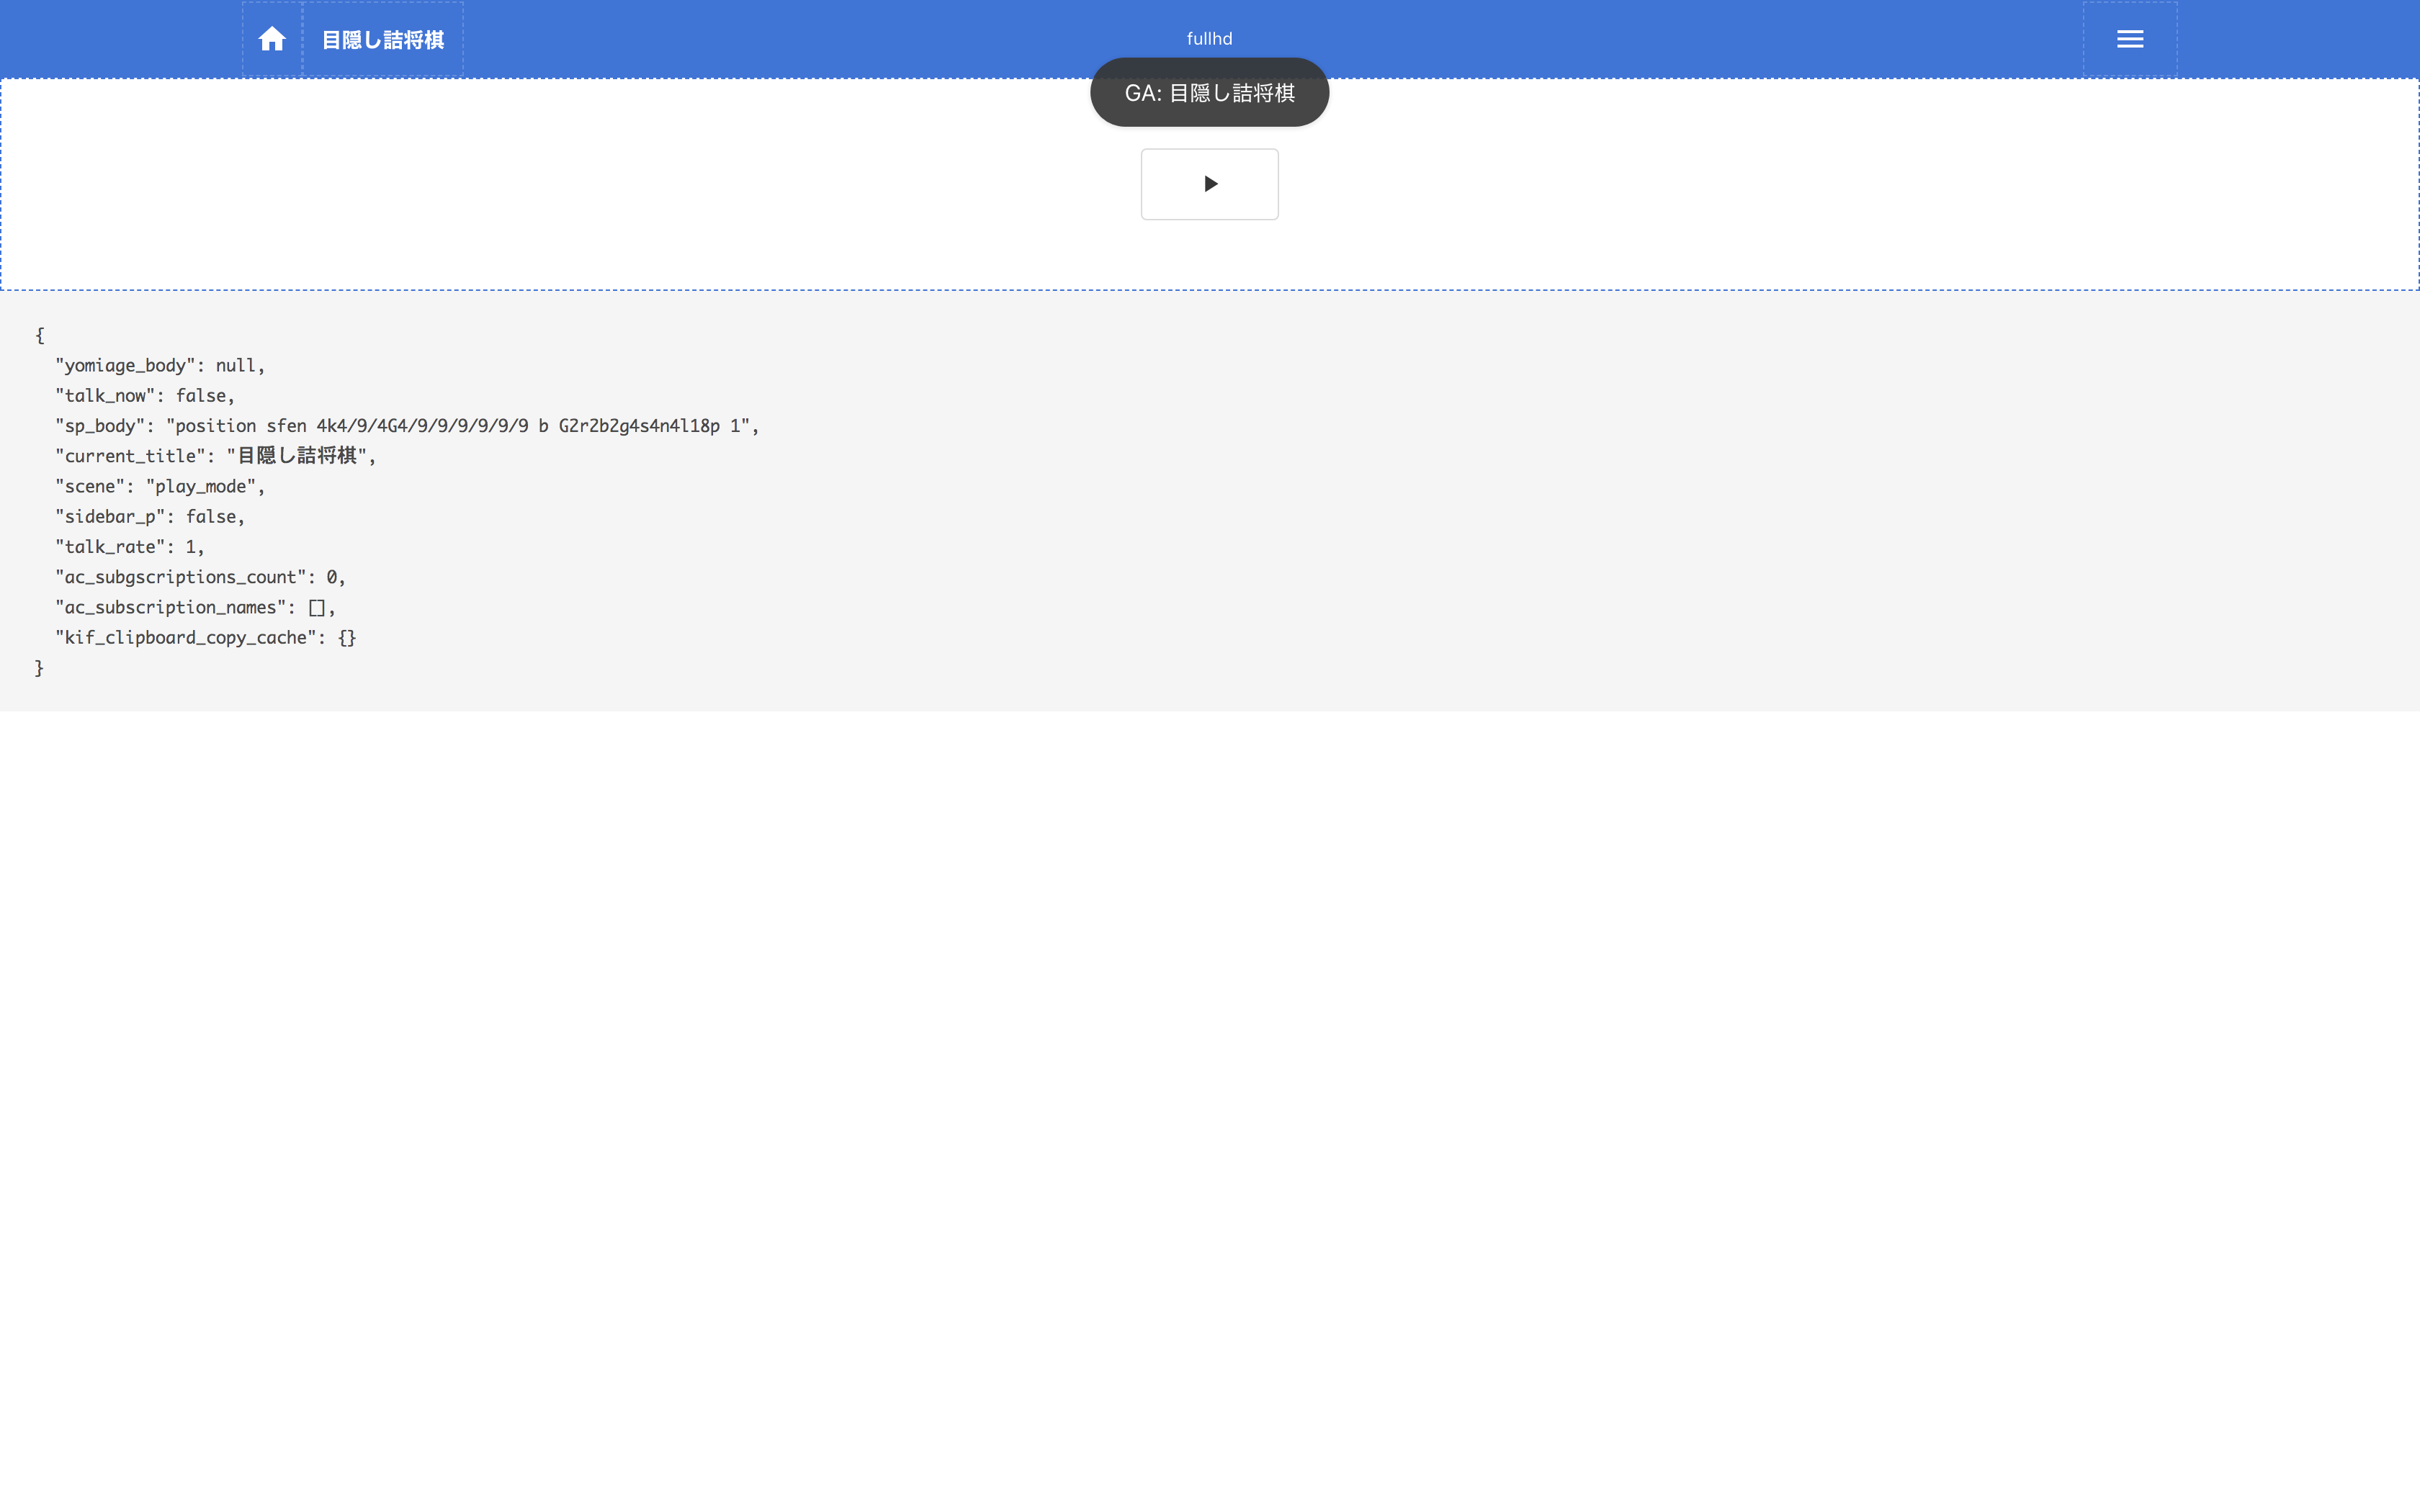 目隠し詰将棋
fullhd
GA: 目隠し詰将棋
{
  "yomiage_body": null,
  "talk_now": false,
  "sp_body": "position sfen 4k4/9/4G4/9/9/9/9/9/9 b G2r2b2g4s4n4l18p 1",
  "current_title": "目隠し詰将棋",
  "scene": "play_mode",
  "sidebar_p": false,
  "talk_rate": 1,
  "ac_subgscriptions_count": 0,
  "ac_subscription_names": [],
  "kif_clipboard_copy_cache": {}
}